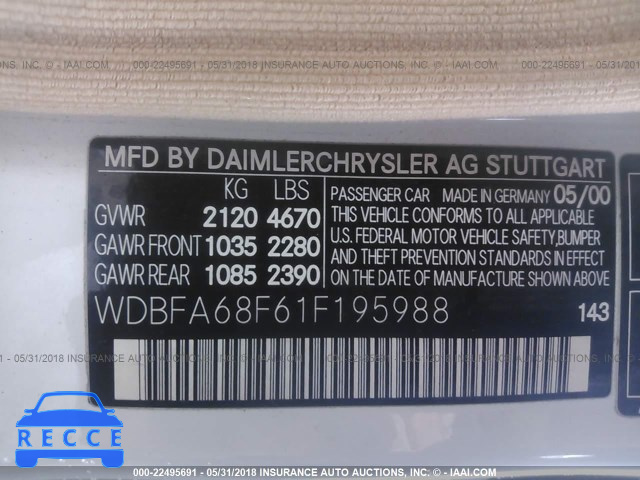 NC. - © IAAI.COM 000-22495691 - 05/31/2018 INSURANCE AUTO AUCTIONS, INC. - © IAAI.COM
MFD BY DAIMLERCHRYSLER AG STUTTGART
KG LBS
GVWR 2120 4670
GAWR FRONT 1035 2280
GAWR REAR 1085 2390
PASSENGER CAR MADE IN GERMANY 05/00
THIS VEHICLE CONFORMS TO ALL APPLICABLE
U.S. FEDERAL MOTOR VEHICLE SAFETY,BUMPER
AND THEFT PREVENTION STANDARDS IN EFFECT
ON THE DATE OF MANUFACTURE SHOWN ABOVE.
WDBFA68F61F195988 143
RECCE
000-22495691 - 05/31/2018 INSURANCE AUTO AUCTIONS, INC. - © IAAI.COM